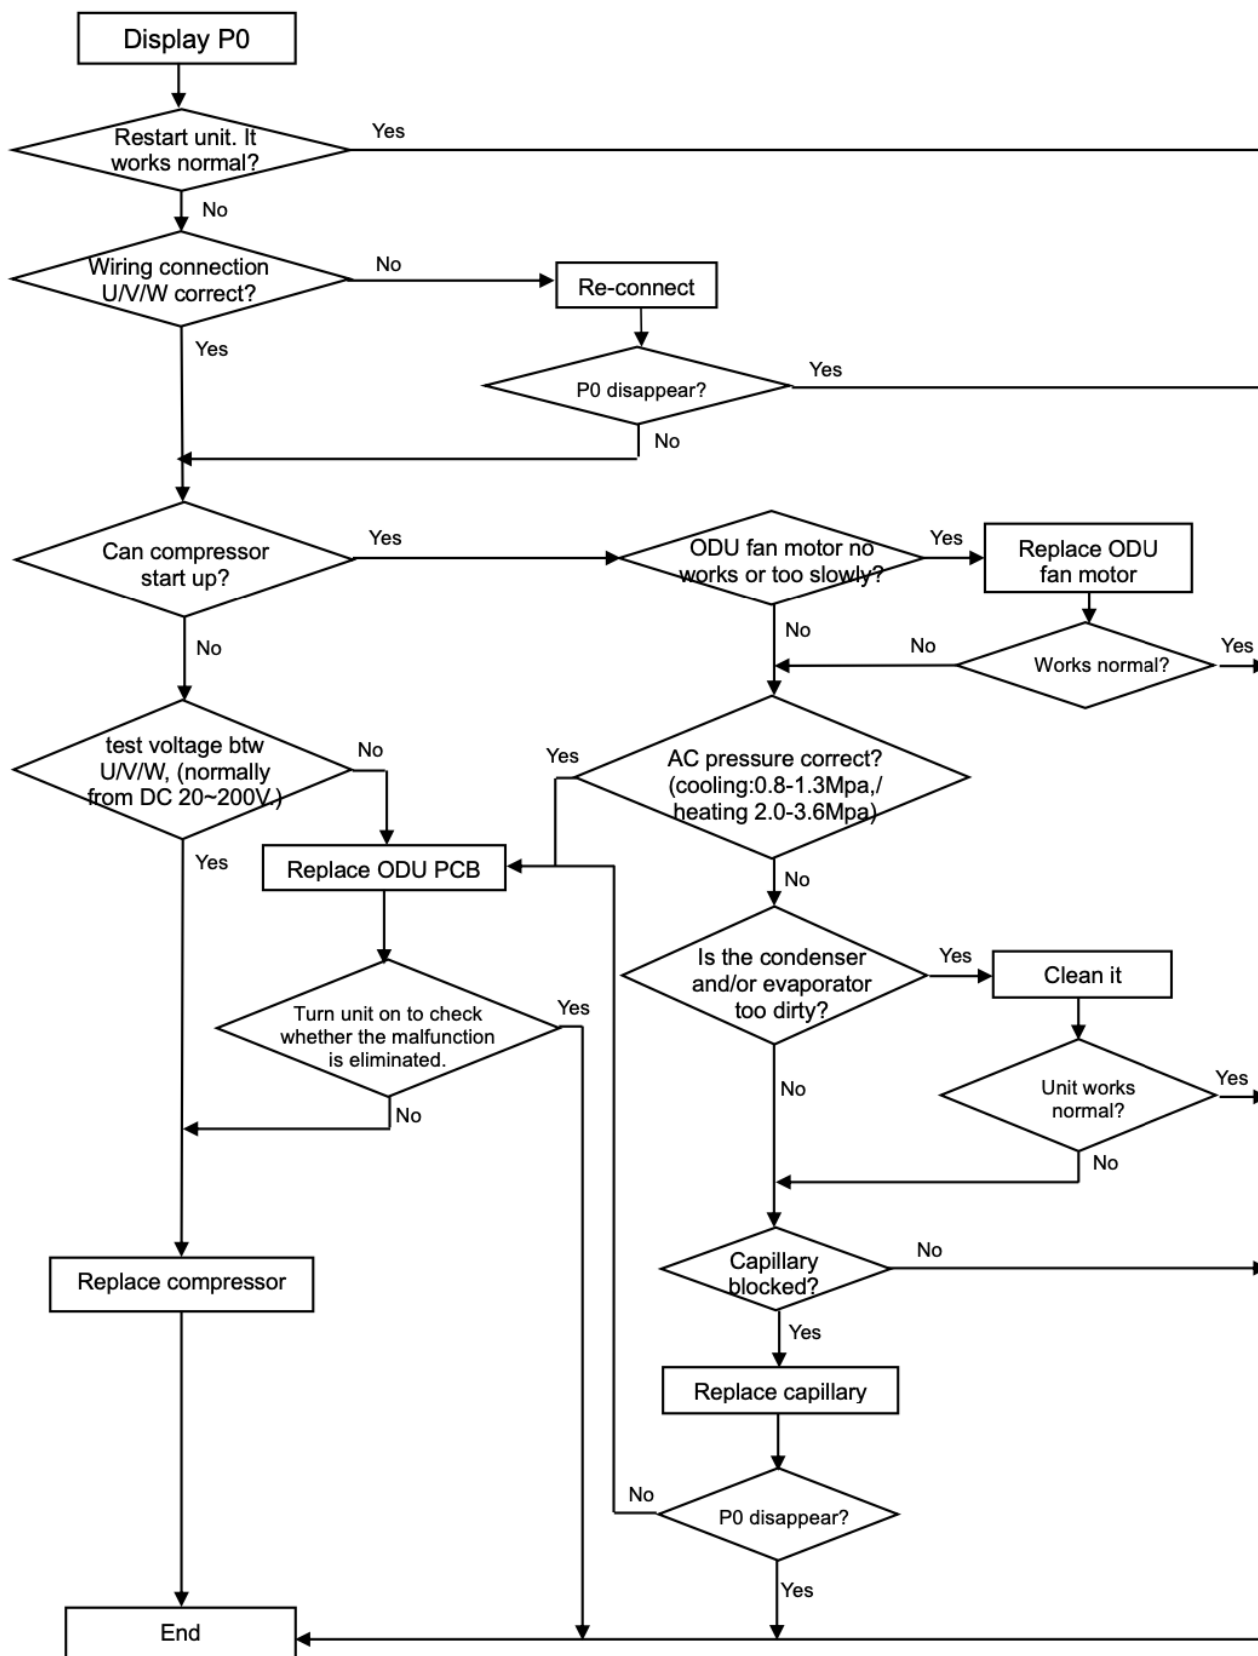 Display P0
Restart unit. It
works normal?
Yes
No
Wiring connection
U/V/W correct?
No
Re-connect
Yes
P0 disappear?
Yes
No
Can compressor
start up?
Yes
ODU fan motor no
works or too slowly?
Yes
Replace ODU
fan motor
No
No
Works normal?
No
Yes
test voltage btw
U/V/W, (normally
from DC 20~200V.)
No
Yes
AC pressure correct?
(cooling:0.8-1.3Mpa,/
heating 2.0-3.6Mpa)
Yes
Replace ODU PCB
No
Is the condenser
and/or evaporator
too dirty?
Yes
Clean it
Turn unit on to check
whether the malfunction
is eliminated.
Yes
No
No
Unit works
normal?
Yes
No
Capillary
blocked?
No
Replace compressor
Yes
Replace capillary
No
P0 disappear?
Yes
End